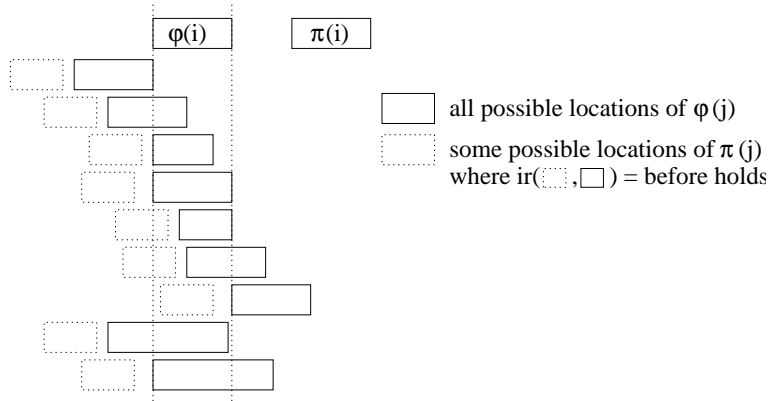 φ(i)
π(i)
all possible locations of φ(j)
some possible locations of π(j)
where ir( , ) = before holds